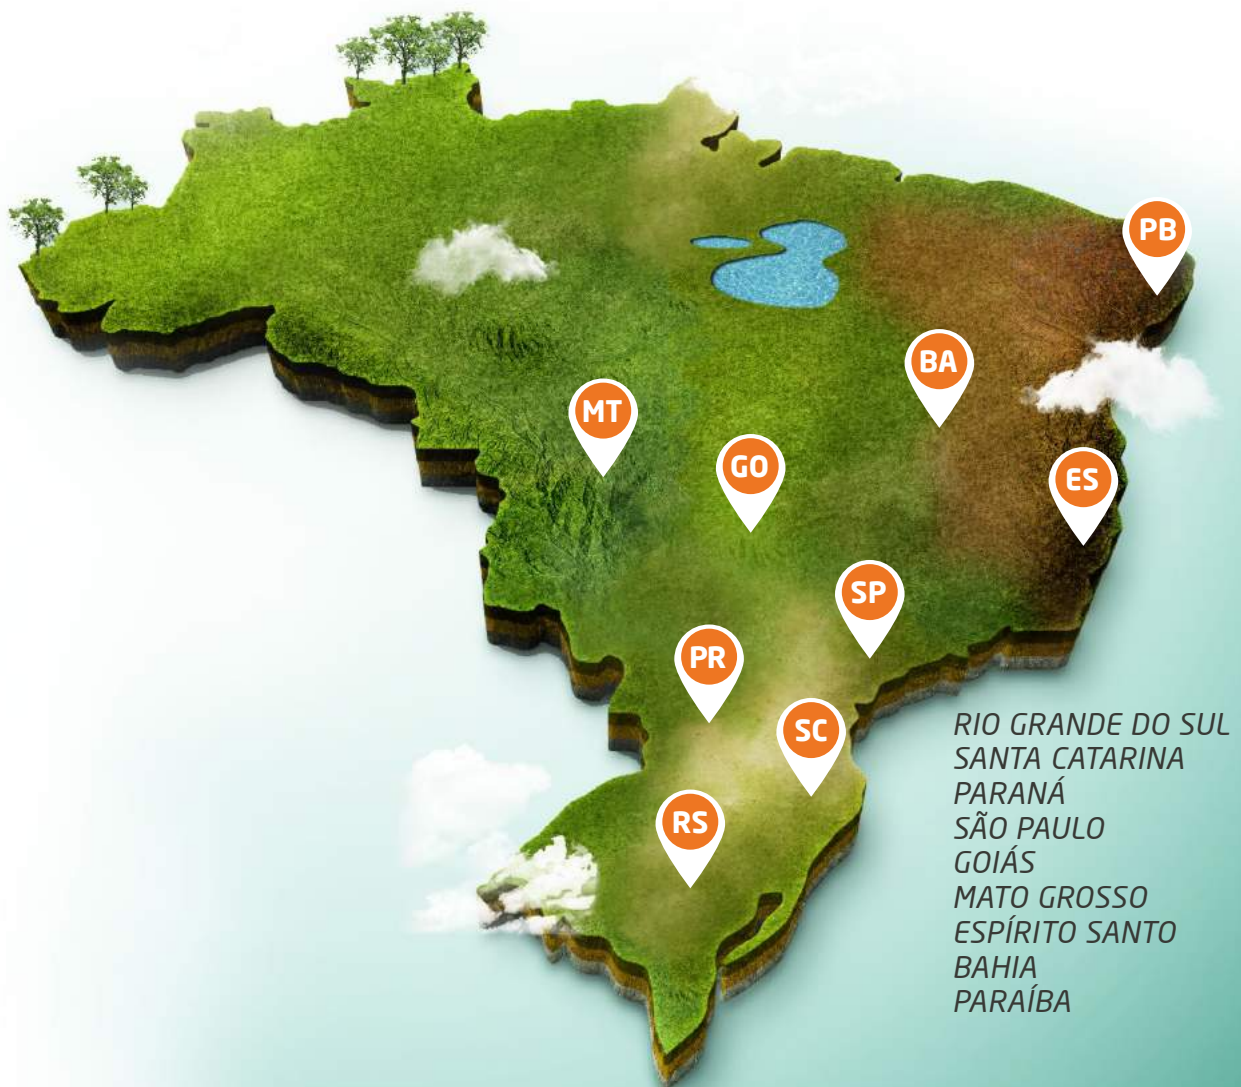 PB
BA
MT
GO
ES
SP
PR
SC
RS
RIO GRANDE DO SUL
SANTA CATARINA
PARANÁ
SÃO PAULO
GOIÁS
MATO GROSSO
ESPÍRITO SANTO
BAHIA
PARAÍBA